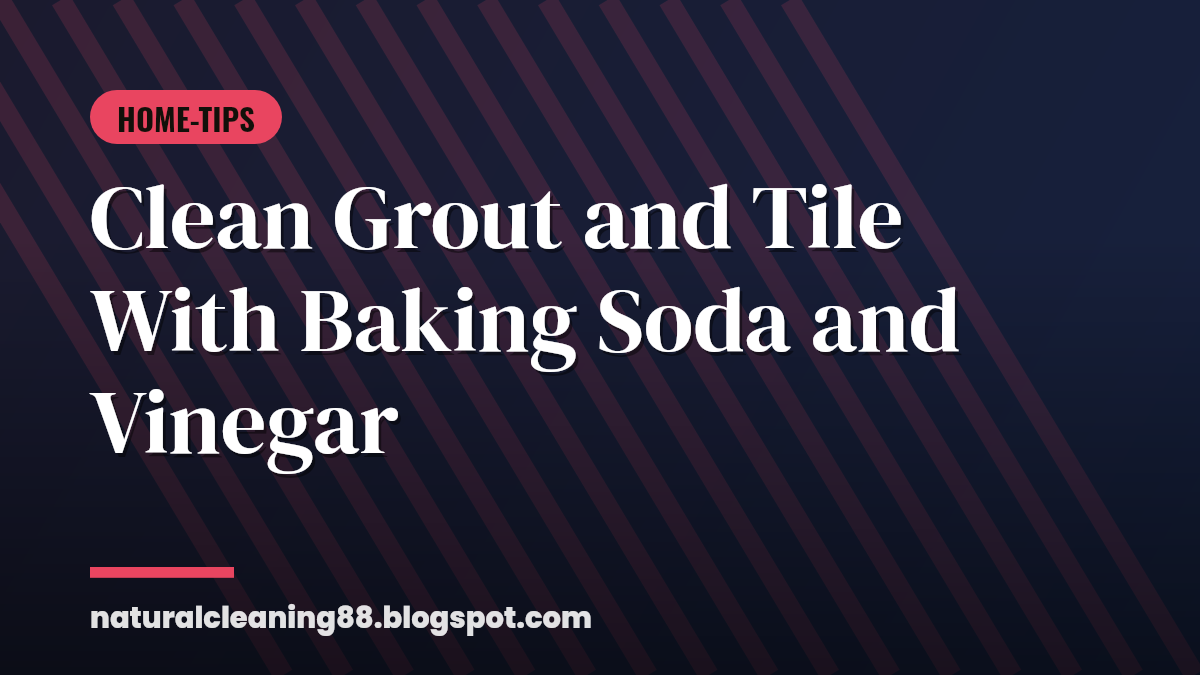 HOME-TIPS
Clean Grout and Tile
With Baking Soda and
Vinegar
naturalcleaning88.blogspot.com